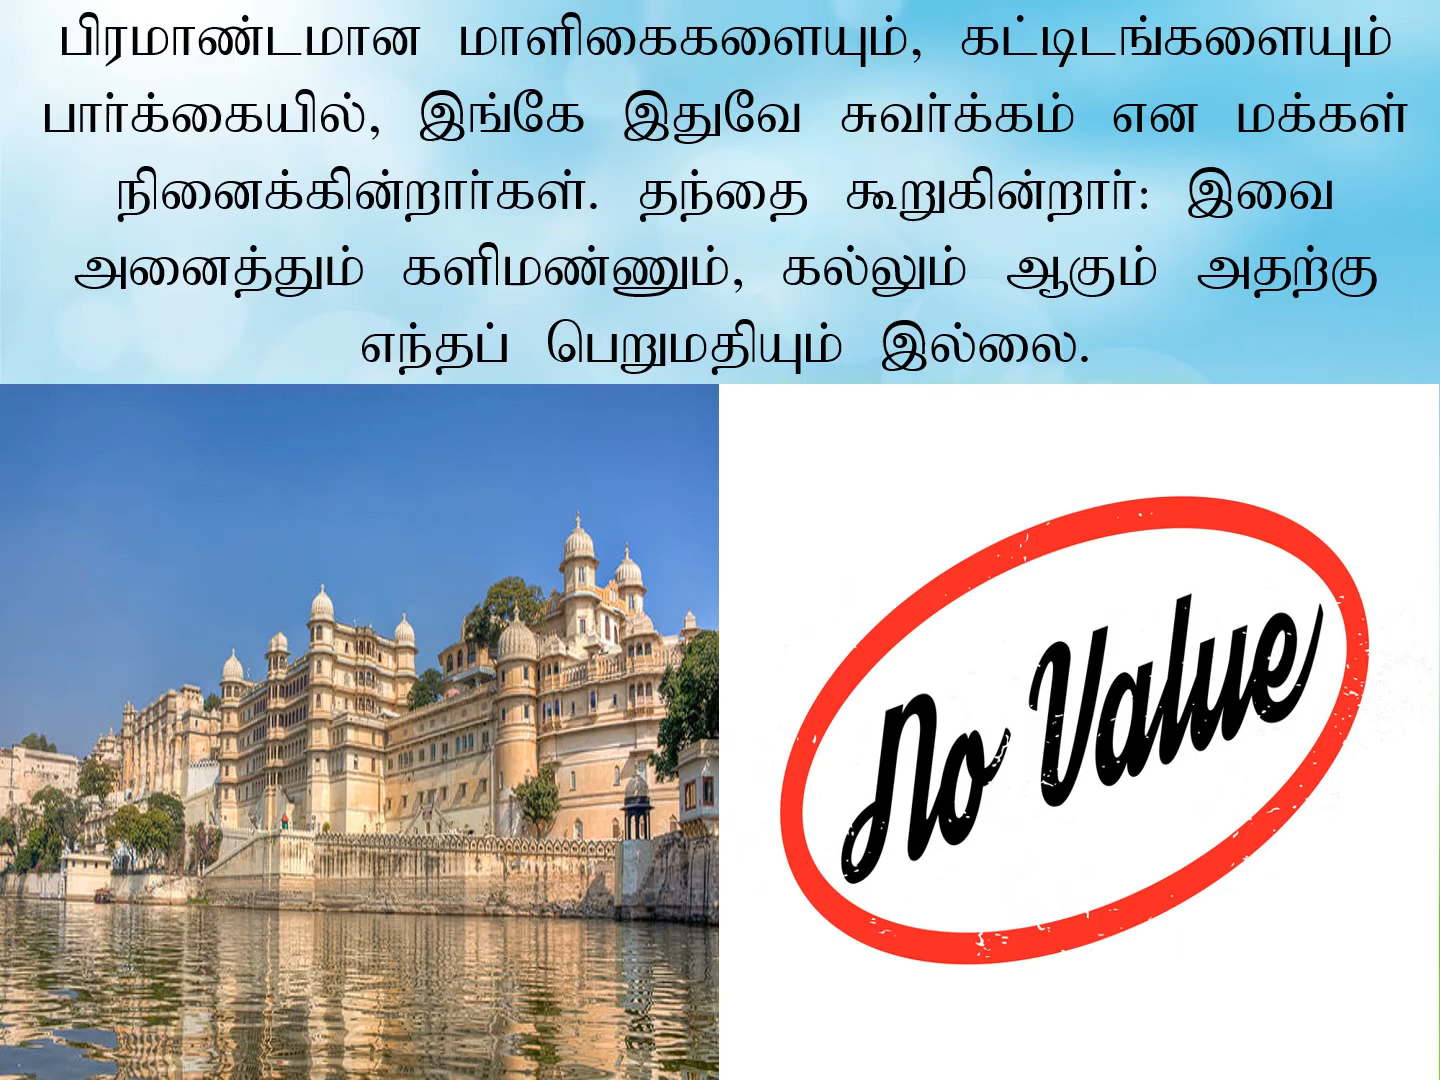 பிரமாண்டமான மாளிகைகளையும், கட்டிடங்களையும்
பார்க்கையில், இங்கே இதுவே சுவர்க்கம் என மக்கள்
நினைக்கின்றார்கள். தந்தை கூறுகின்றார்: இவை
அனைத்தும் களிமண்ணும், கல்லும் ஆகும் அதற்கு
எந்தப் பெறுமதியும் இல்லை.
No Value